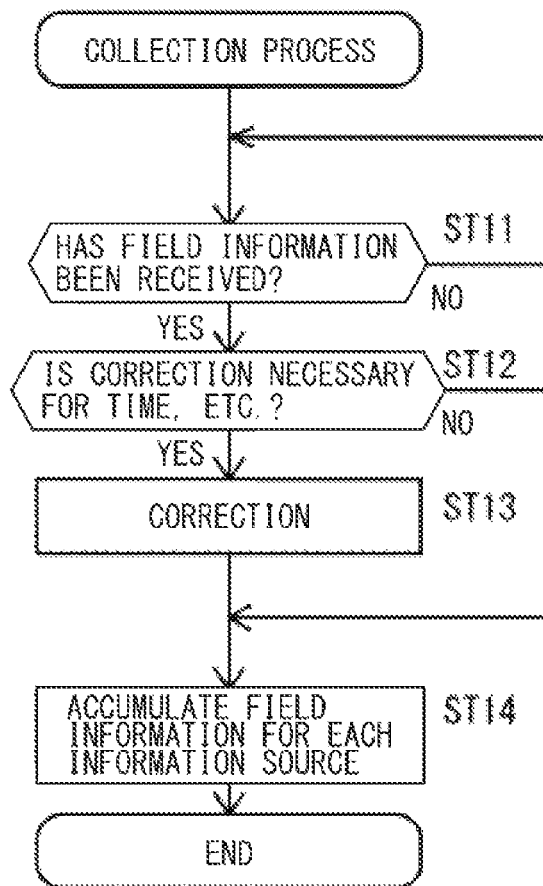 COLLECTION PROCESS
HAS FIELD INFORMATION
BEEN RECEIVED?
ST11
NO
YES
IS CORRECTION NECESSARY
FOR TIME, ETC.?
ST12
NO
YES
CORRECTION
ST13
ACCUMULATE FIELD
INFORMATION FOR EACH
INFORMATION SOURCE
ST14
END